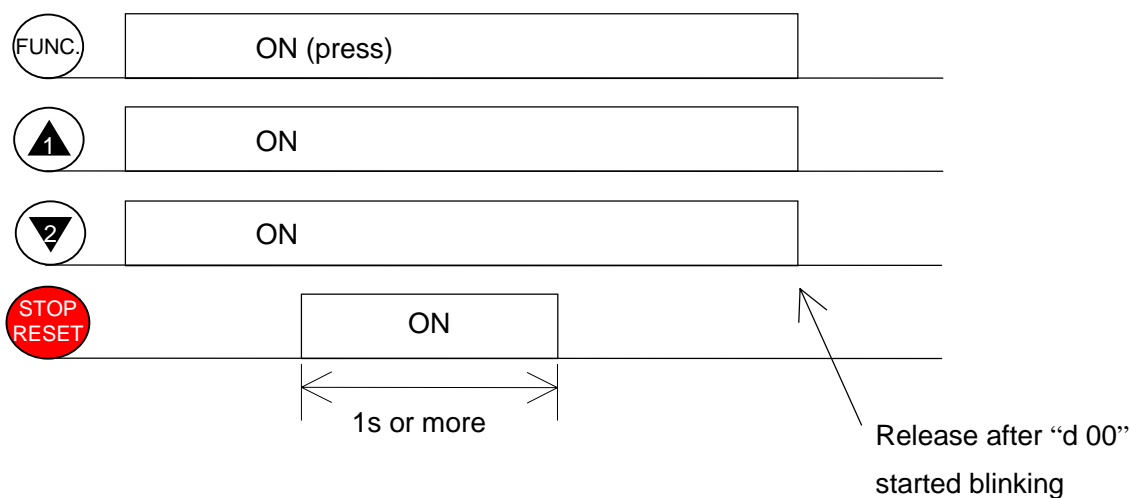 FUNC.
ON (press)
1
ON
2
ON
STOP
RESET
ON
1s or more
Release after “d 00”
started blinking